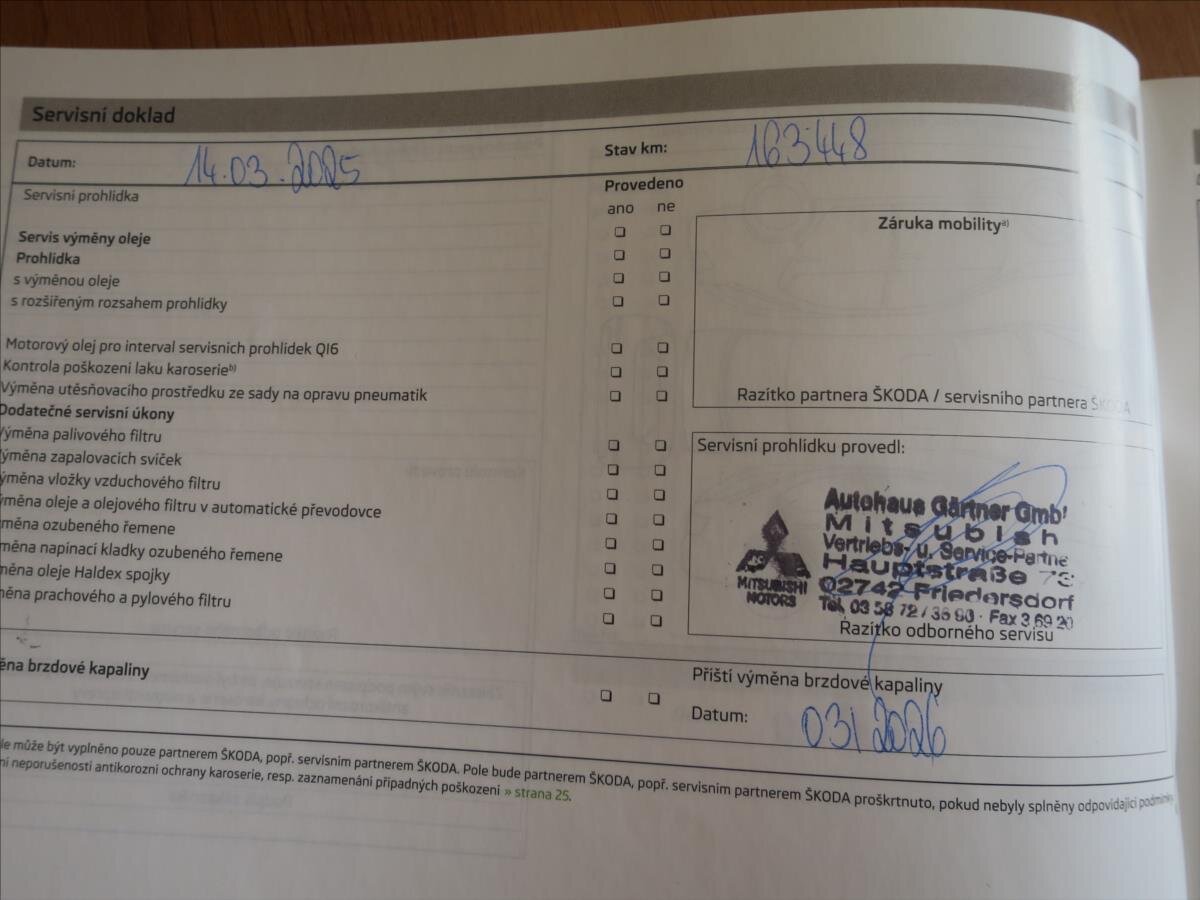 Servisní doklad
Datum: 14.03.2025
Stav km: 163448
Servisní prohlídka
Provedeno
ano ne
Servis výměny oleje
Prohlídka
s výměnou oleje
s rozšířeným rozsahem prohlídky
Motorový olej pro interval servisních prohlídek QI6
Kontrola poškození laku karoserieb)
Výměna utěsňovacího prostředku ze sady na opravu pneumatik
Dodatečné servisní úkony
Výměna palivového filtru
ýměna zapalovacích svíček
ýměna vložky vzduchového filtru
ýměna oleje a olejového filtru v automatické převodovce
měna ozubeného řemene
měna napínací kladky ozubeného řemene
něna oleje Haldex spojky
něna prachového a pylového filtru
Záruka mobilitya)
Razítko partnera ŠKODA / servisního partnera ŠKODA
Servisní prohlídku provedl:
Autohaus Gärtner Gmb
Mitsubish
Vertriebs- u. Service-Partne
Hauptstraße 73
02742 Friedersdorf
Tel. 03 58 72 / 36 90 · Fax 3 69 20
MITSUBISHI
MOTORS
Razítko odborného servisu
ěna brzdové kapaliny
Příští výměna brzdové kapaliny
Datum: 03/2026
le může být vyplněno pouze partnerem ŠKODA, popř. servisním partnerem ŠKODA. Pole bude partnerem ŠKODA, popř. servisním partnerem ŠKODA proškrtnuto, pokud nebyly splněny odpovídající podmínky
ní neporušenosti antikorozní ochrany karoserie, resp. zaznamenání případných poškození » strana 25.